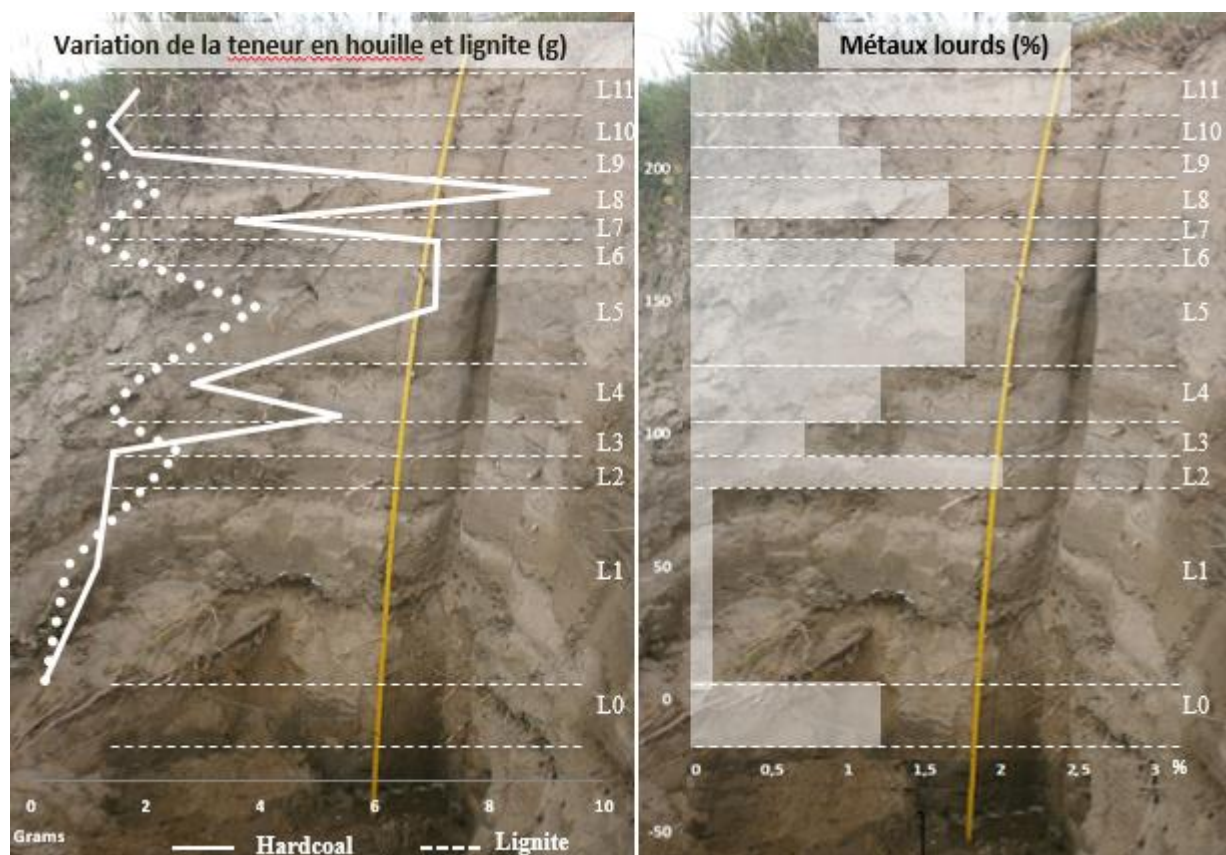 Variation de la teneur en houille et lignite (g)
L11
L10
L9
L8
L7
L6
L5
L4
L3
L2
L1
L0
0 2 4 6 8 10
Grams
Hardcoal Lignite
Métaux lourds (%)
L11
L10
200
L9
L8
L7
L6
150
L5
L4
100
L3
L2
50
L1
0
L0
0 0,5 1 1,5 2 2,5 3 %
-50